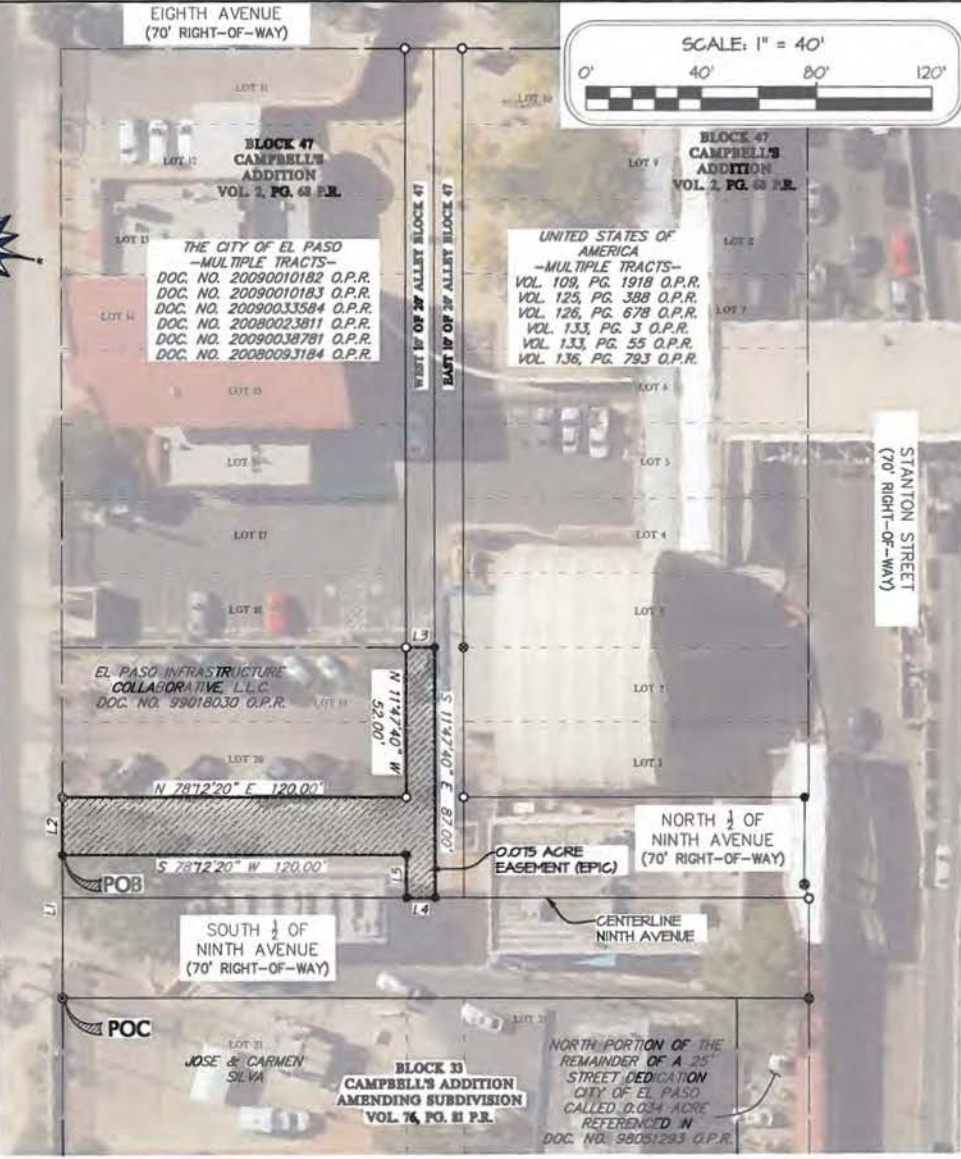 EIGHTH AVENUE
(70' RIGHT-OF-WAY)
SCALE: 1" = 40'
0' 40' 80' 120'
LOT 11
LOT 10
BLOCK 47
CAMPBELL'S
ADDITION
VOL. 2, PG. 68 P.R.
LOT 12
BLOCK 47
CAMPBELL'S
ADDITION
VOL. 2, PG. 68 P.R.
LOT 9
LOT 13
LOT 8
THE CITY OF EL PASO
-MULTIPLE TRACTS-
DOC. NO. 20090010182 O.P.R.
DOC. NO. 20090010183 O.P.R.
DOC. NO. 20090033584 O.P.R.
DOC. NO. 20080023811 O.P.R.
DOC. NO. 20090038781 O.P.R.
DOC. NO. 20080093184 O.P.R.
WEST 10' OF 20' ALLEY BLOCK 47
EAST 10' OF 20' ALLEY BLOCK 47
UNITED STATES OF
AMERICA
-MULTIPLE TRACTS-
VOL. 109, PG. 1918 O.P.R.
VOL. 125, PG. 388 O.P.R.
VOL. 126, PG. 678 O.P.R.
VOL. 133, PG. 3 O.P.R.
VOL. 133, PG. 55 O.P.R.
VOL. 136, PG. 793 O.P.R.
LOT 14
LOT 7
LOT 15
LOT 6
LOT 16
LOT 5
STANTON STREET
(70' RIGHT-OF-WAY)
LOT 17
LOT 4
LOT 18
LOT 3
L3
EL PASO INFRASTRUCTURE
COLLABORATIVE, L.L.C.
DOC. NO. 99018030 O.P.R.
LOT 19
N 11°47'40" W
52.00'
S 11°47'40" E 87.00'
LOT 2
LOT 20
LOT 1
N 78°12'20" E 120.00'
L2
NORTH ½ OF
NINTH AVENUE
(70' RIGHT-OF-WAY)
S 78°12'20" W 120.00'
0.075 ACRE
EASEMENT (EPIC)
POB
L5
L1
L4
CENTERLINE
NINTH AVENUE
SOUTH ½ OF
NINTH AVENUE
(70' RIGHT-OF-WAY)
POC
LOT 21
JOSE & CARMEN
SILVA
BLOCK 33
CAMPBELL'S ADDITION
AMENDING SUBDIVISION
VOL. 76, PG. 81 P.R.
NORTH PORTION OF THE
REMAINDER OF A 25'
STREET DEDICATION
CITY OF EL PASO
CALLED 0.034 ACRE
REFERENCED IN
DOC. NO. 98051293 O.P.R.